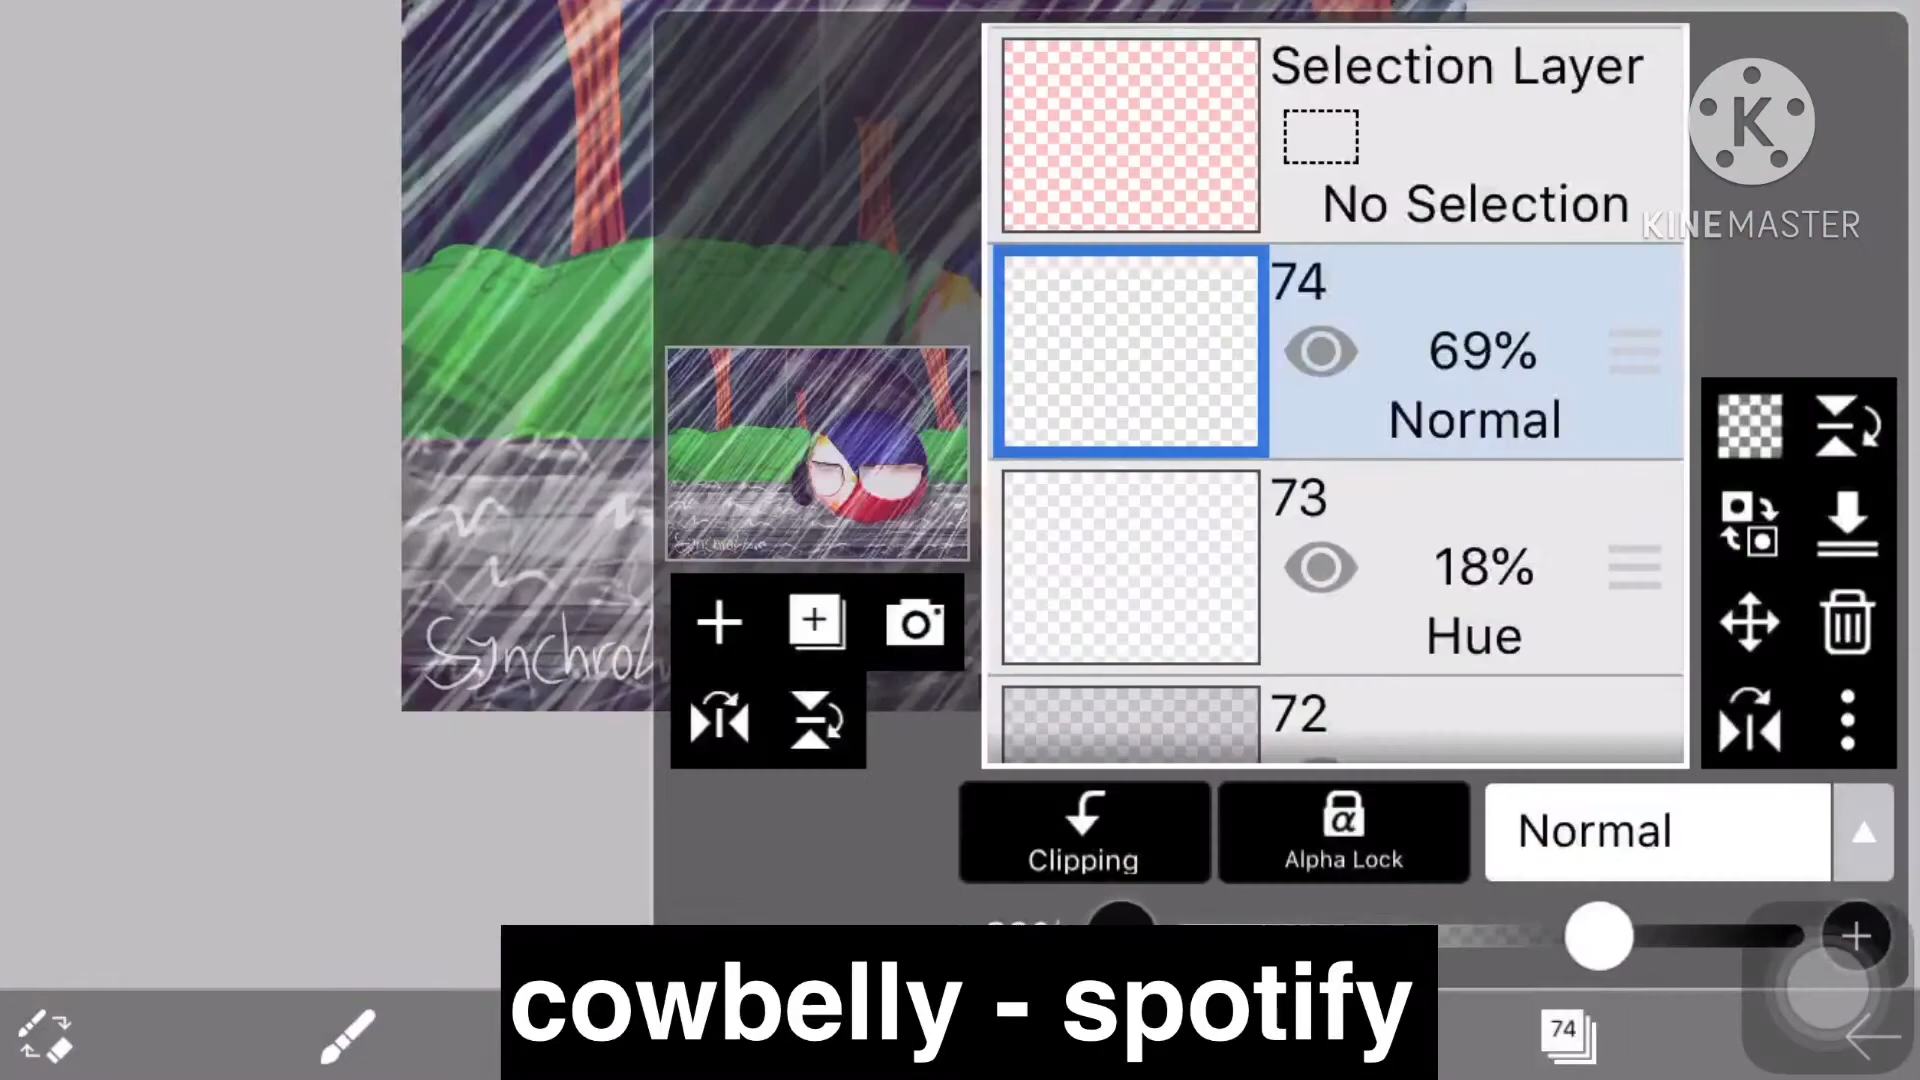 Selection Layer
No Selection
K
KINEMASTER
74
69%
Normal
73
18%
Hue
72
Clipping
α
Alpha Lock
Normal
cowbelly - spotify
74